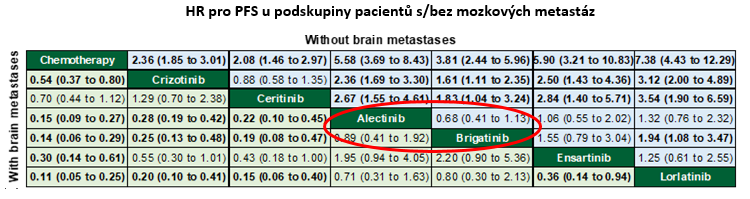 HR pro PFS u podskupiny pacientů s/bez mozkových metastáz
Without brain metastases
With brain metastases
Chemotherapy 2.36 (1.85 to 3.01) 2.08 (1.46 to 2.97) 5.58 (3.69 to 8.43) 3.81 (2.44 to 5.96) 5.90 (3.21 to 10.83) 7.38 (4.43 to 12.29)
0.54 (0.37 to 0.80) Crizotinib 0.88 (0.58 to 1.35) 2.36 (1.69 to 3.30) 1.61 (1.11 to 2.35) 2.50 (1.43 to 4.36) 3.12 (2.00 to 4.89)
0.70 (0.44 to 1.12) 1.29 (0.70 to 2.38) Ceritinib 2.67 (1.55 to 4.61) 1.83 (1.04 to 3.24) 2.84 (1.40 to 5.71) 3.54 (1.90 to 6.59)
0.15 (0.09 to 0.27) 0.28 (0.19 to 0.42) 0.22 (0.10 to 0.45) Alectinib 0.68 (0.41 to 1.13) 1.06 (0.55 to 2.02) 1.32 (0.76 to 2.32)
0.14 (0.06 to 0.29) 0.25 (0.13 to 0.48) 0.19 (0.08 to 0.47) 0.89 (0.41 to 1.92) Brigatinib 1.55 (0.79 to 3.04) 1.94 (1.08 to 3.47)
0.30 (0.14 to 0.61) 0.55 (0.30 to 1.01) 0.43 (0.18 to 1.00) 1.95 (0.94 to 4.05) 2.20 (0.90 to 5.36) Ensartinib 1.25 (0.61 to 2.55)
0.11 (0.05 to 0.25) 0.20 (0.10 to 0.41) 0.15 (0.06 to 0.40) 0.71 (0.31 to 1.63) 0.80 (0.30 to 2.13) 0.36 (0.14 to 0.94) Lorlatinib